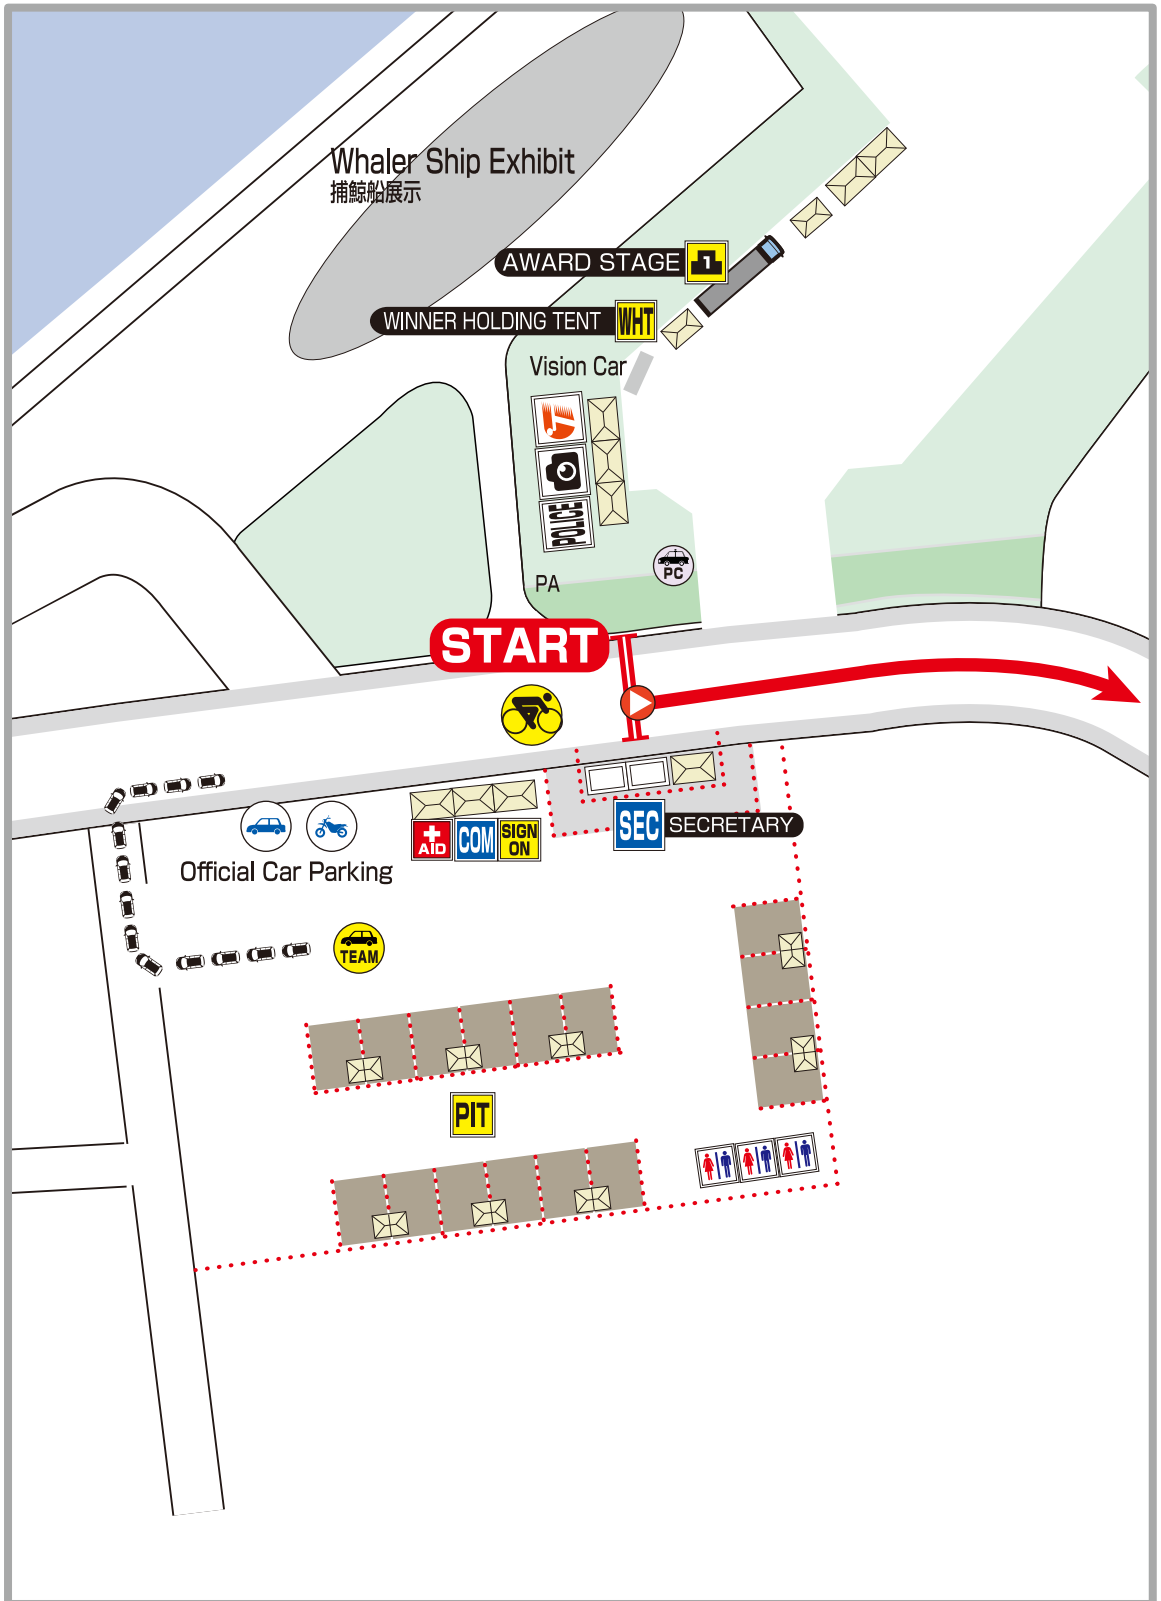 Whaler Ship Exhibit
捕鯨船展示
AWARD STAGE 1
WINNER HOLDING TENT WHT
Vision Car
POLICE
PA
PC
START
AID
COM
SIGN
ON
SEC SECRETARY
Official Car Parking
TEAM
PIT